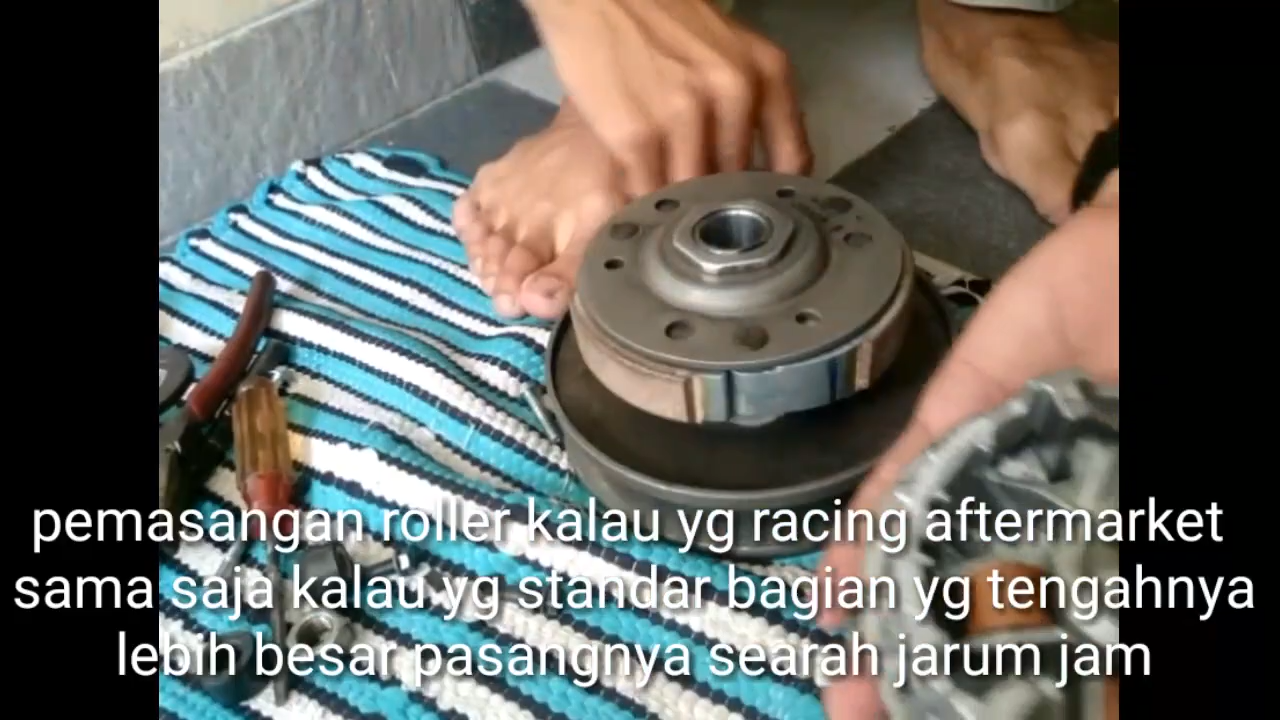 pemasangan roller kalau yg racing aftermarket
sama saja kalau yg standar bagian yg tengahnya
lebih besar pasangnya searah jarum jam